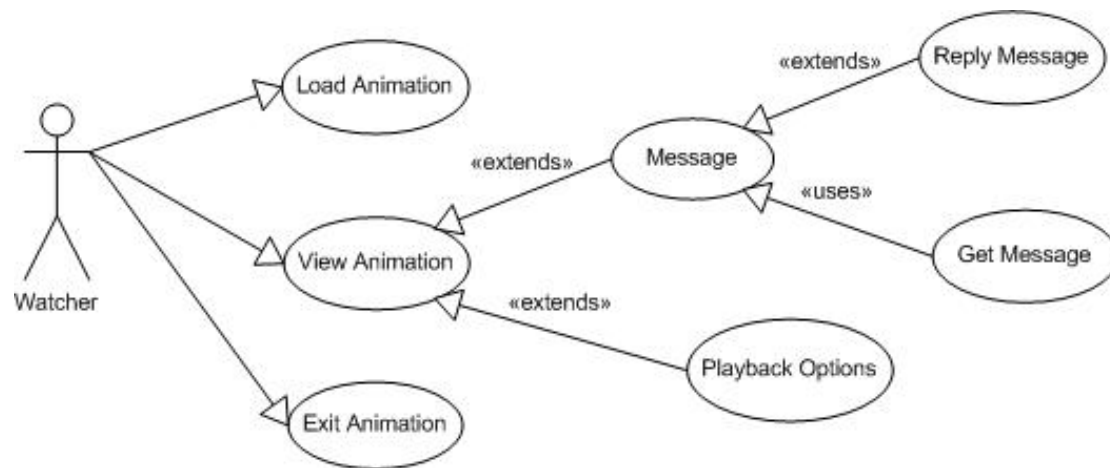 Reply Message
«extends»
Load Animation
Message
«extends»
«uses»
View Animation
Get Message
Watcher
«extends»
Playback Options
Exit Animation